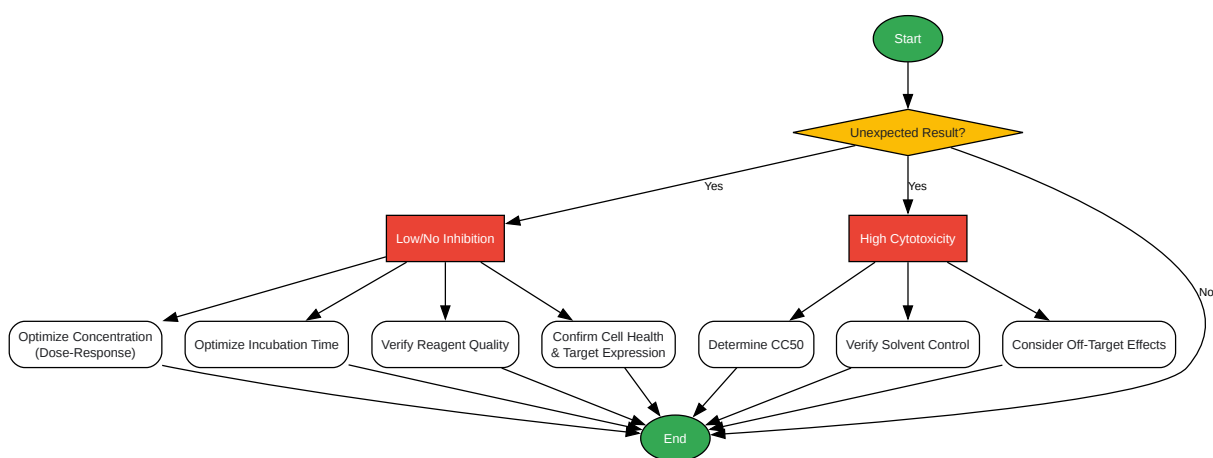 Start
Unexpected Result?
Yes
Yes
Low/No Inhibition
High Cytotoxicity
No
Optimize Concentration
(Dose-Response)
Optimize Incubation Time
Verify Reagent Quality
Confirm Cell Health
& Target Expression
Determine CC50
Verify Solvent Control
Consider Off-Target Effects
End